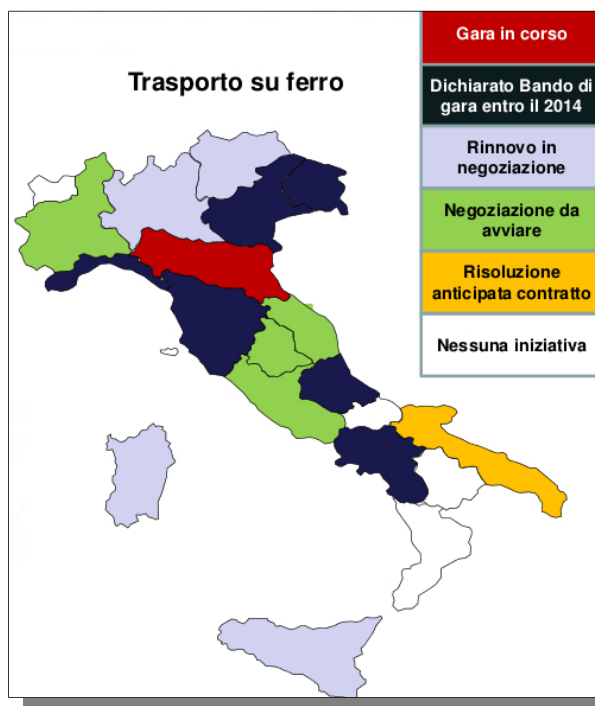 Trasporto su ferro
Gara in corso
Dichiarato Bando di
gara entro il 2014
Rinnovo in
negoziazione
Negoziazione da
avviare
Risoluzione
anticipata contratto
Nessuna iniziativa